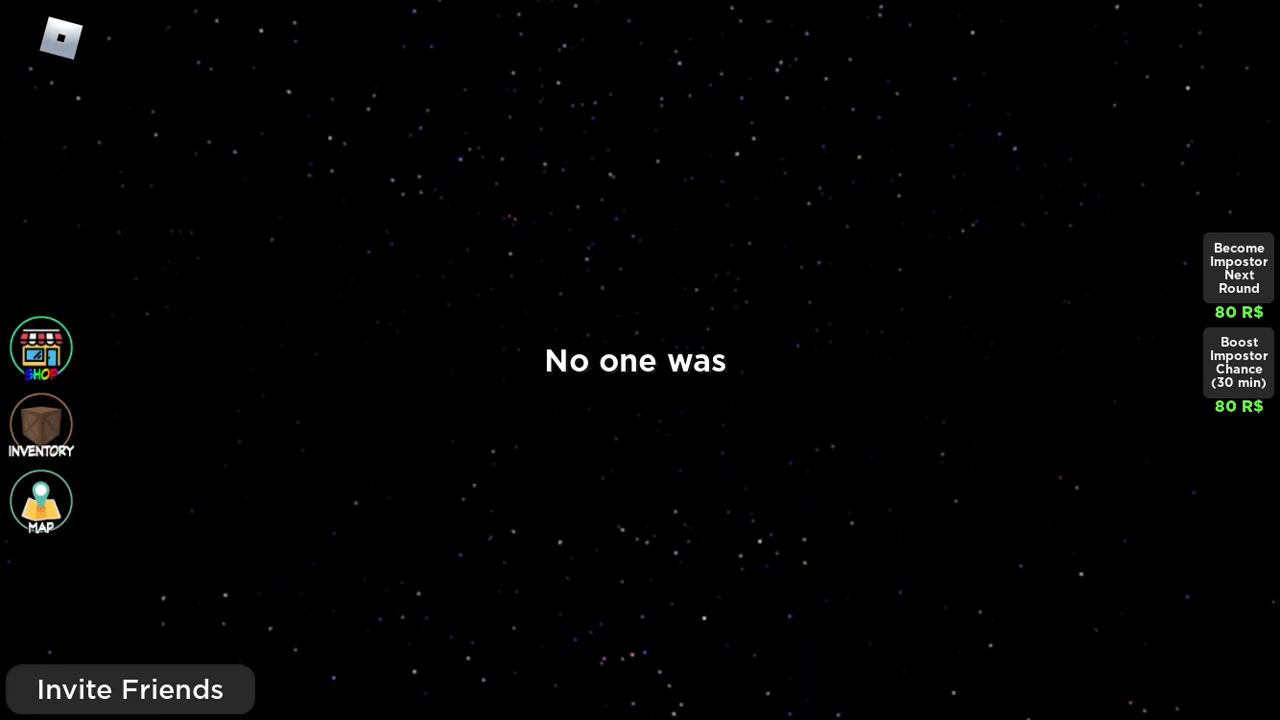 No one was
SHOP
INVENTORY
MAP
Become
Impostor
Next
Round
80 R$
Boost
Impostor
Chance
(30 min)
80 R$
Invite Friends